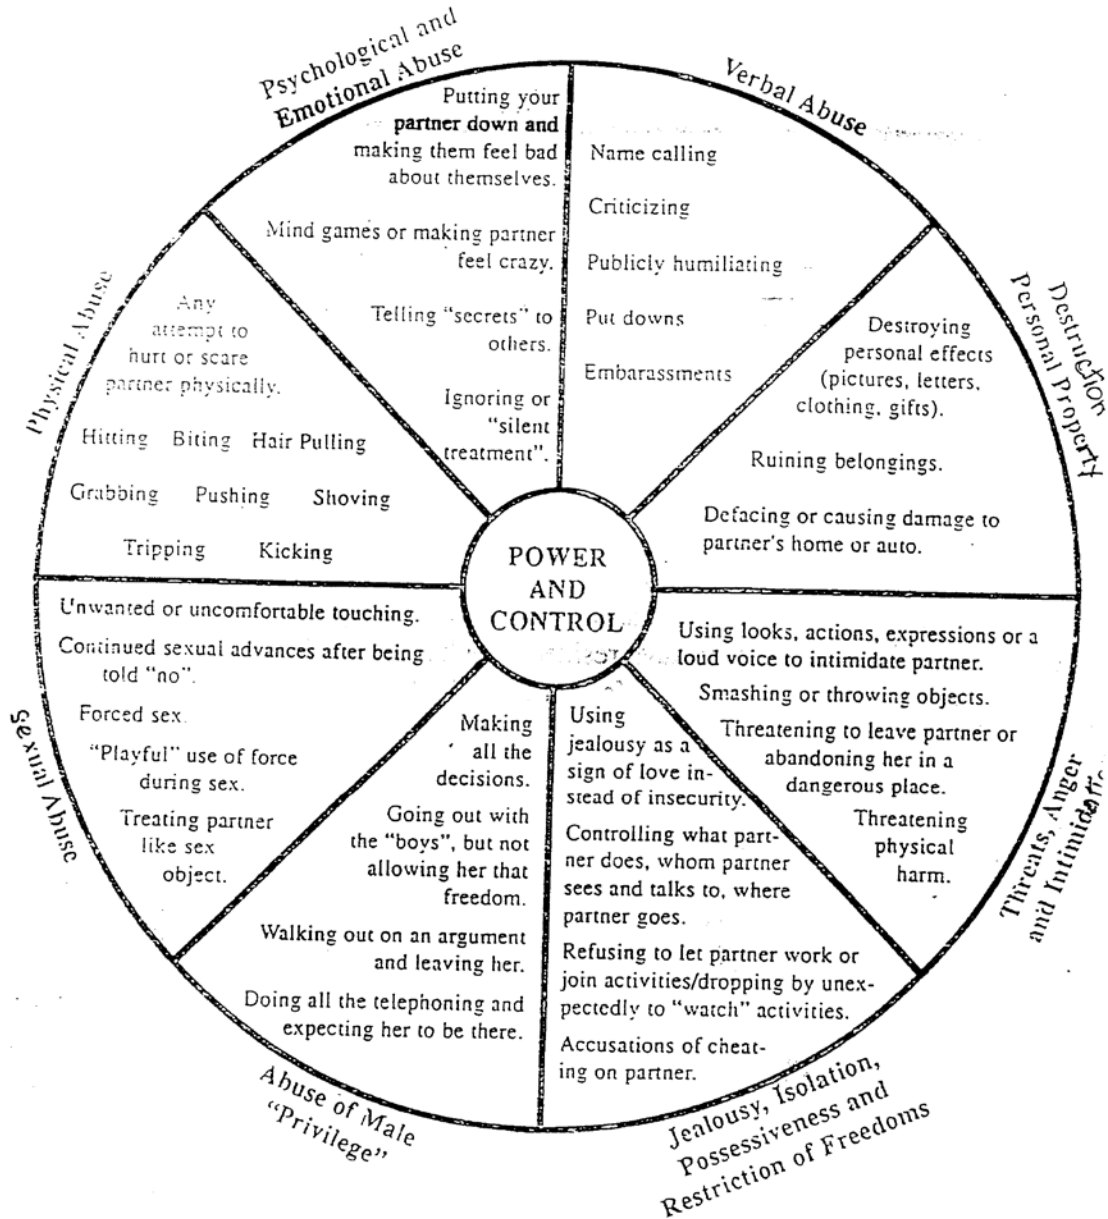 Psychological and
Emotional Abuse
Putting your
partner down and
making them feel bad
about themselves.
Mind games or making partner
feel crazy.
Telling "secrets" to
others.
Ignoring or
"silent
treatment".
Verbal Abuse
Name calling
Criticizing
Publicly humiliating
Put downs
Embarassments
Destruction
Personal Property
Destroying
personal effects
(pictures, letters,
clothing, gifts).
Ruining belongings.
Defacing or causing damage to
partner's home or auto.
Threats, Anger
and Intimidation
Using looks, actions, expressions or a
loud voice to intimidate partner.
Smashing or throwing objects.
Threatening to leave partner or
abandoning her in a
dangerous place.
Threatening
physical
harm.
Jealousy, Isolation,
Possessiveness and
Restriction of Freedoms
Using
jealousy as a
sign of love in-
stead of insecurity.
Controlling what part-
ner does, whom partner
sees and talks to, where
partner goes.
Refusing to let partner work or
join activities/dropping by unex-
pectedly to "watch" activities.
Accusations of cheat-
ing on partner.
Abuse of Male
"Privilege"
Making
all the
decisions.
Going out with
the "boys", but not
allowing her that
freedom.
Walking out on an argument
and leaving her.
Doing all the telephoning and
expecting her to be there.
Sexual Abuse
Unwanted or uncomfortable touching.
Continued sexual advances after being
told "no".
Forced sex.
"Playful" use of force
during sex.
Treating partner
like sex
object.
Physical Abuse
Any
attempt to
hurt or scare
partner physically.
Hitting Biting Hair Pulling
Grabbing Pushing Shoving
Tripping Kicking
POWER
AND
CONTROL